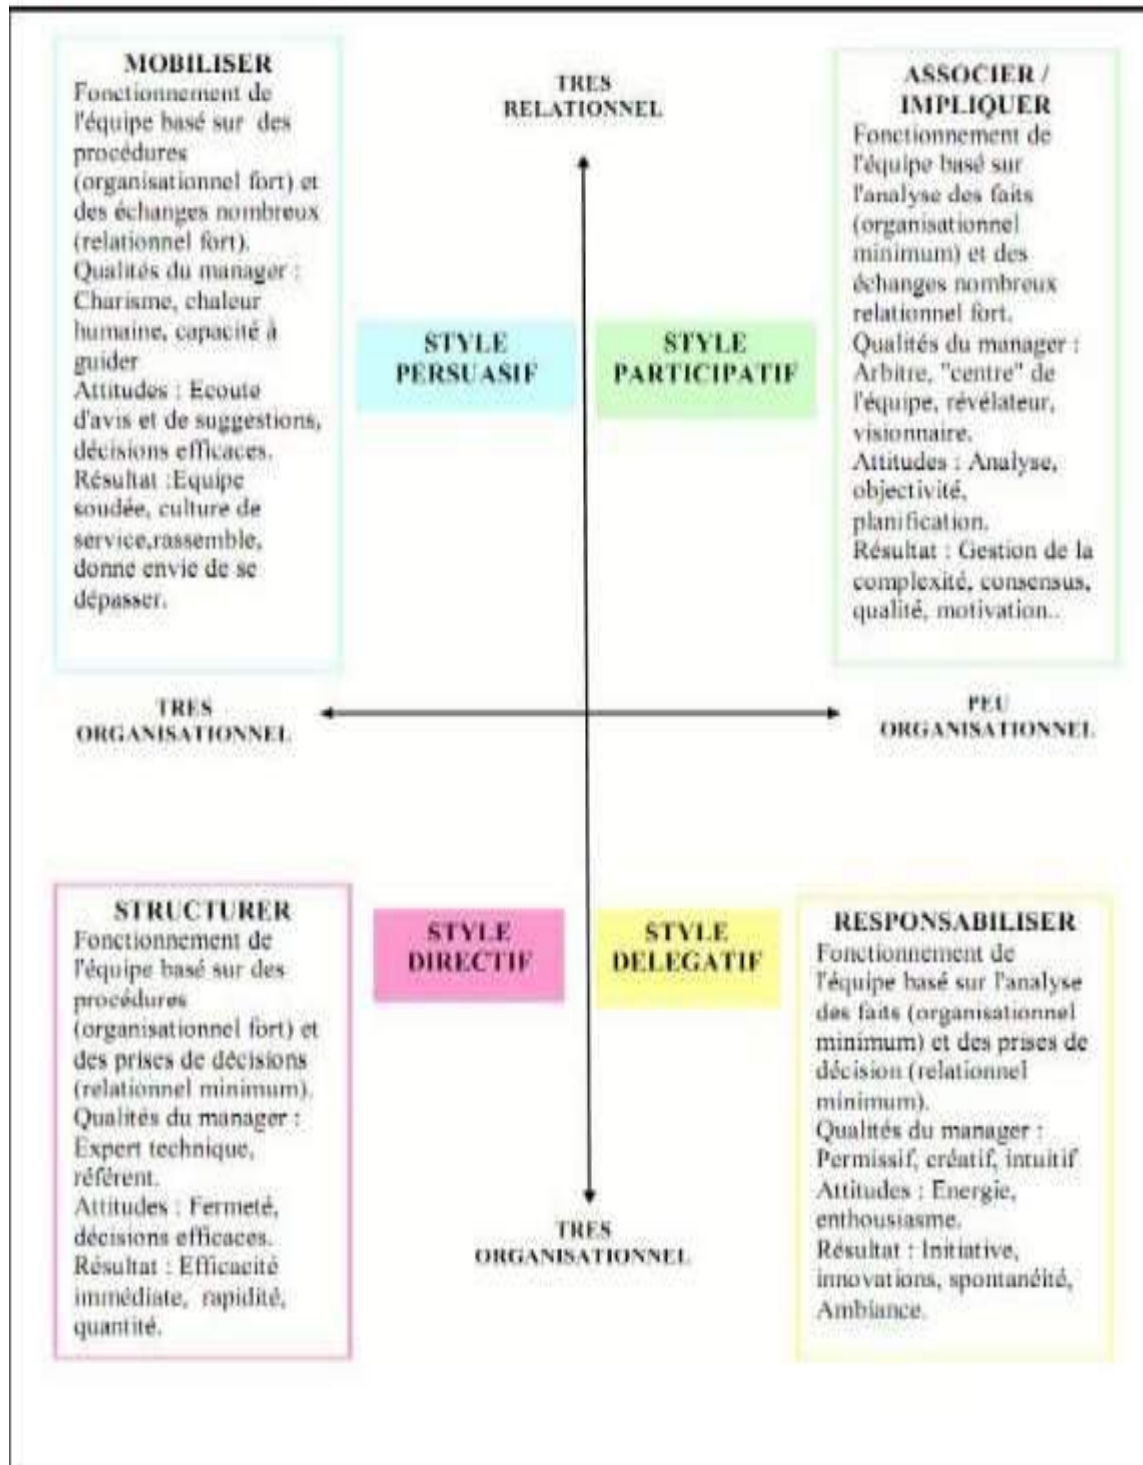 MOBILISER
Fonctionnement de
l'équipe basé sur des
procédures
(organisationnel fort) et
des échanges nombreux
(relationnel fort).
Qualités du manager :
Charisme, chaleur
humaine, capacité à
guider
Attitudes : Ecoute
d'avis et de suggestions,
décisions efficaces.
Résultat :Equipe
soudée, culture de
service,rassemble,
donne envie de se
dépasser.
TRES
RELATIONNEL
ASSOCIER /
IMPLIQUER
Fonctionnement de
l'équipe basé sur
l'analyse des faits
(organisationnel
minimum) et des
échanges nombreux
relationnel fort.
Qualités du manager :
Arbitre, "centre" de
l'équipe, révélateur,
visionnaire.
Attitudes : Analyse,
objectivité,
planification.
Résultat : Gestion de la
complexité, consensus,
qualité, motivation..
STYLE
PERSUASIF
STYLE
PARTICIPATIF
TRES
ORGANISATIONNEL
PEU
ORGANISATIONNEL
STRUCTURER
Fonctionnement de
l'équipe basé sur des
procédures
(organisationnel fort) et
des prises de décisions
(relationnel minimum).
Qualités du manager :
Expert technique,
référent.
Attitudes : Fermeté,
décisions efficaces.
Résultat : Efficacité
immédiate, rapidité,
quantité.
STYLE
DIRECTIF
STYLE
DELEGATIF
RESPONSABILISER
Fonctionnement de
l'équipe basé sur l'analyse
des faits (organisationnel
minimum) et des prises de
décision (relationnel
minimum).
Qualités du manager :
Permissif, créatif, intuitif
Attitudes : Energie,
enthousiasme.
Résultat : Initiative,
innovations, spontanéité,
Ambiance.
TRES
ORGANISATIONNEL